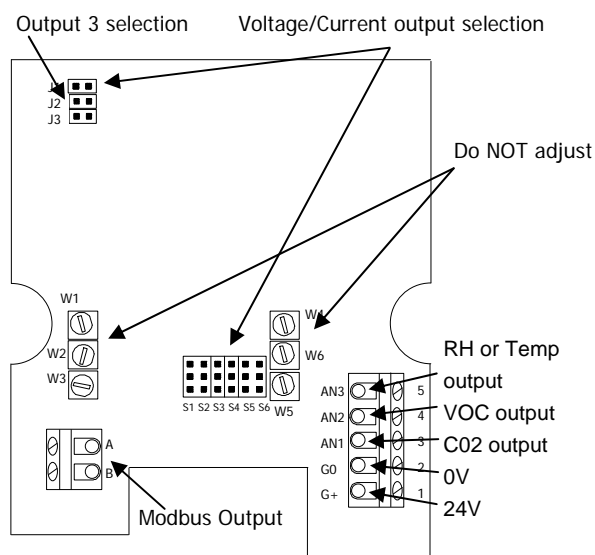 Output 3 selection
Voltage/Current output selection
J1
J2
J3
Do NOT adjust
W1
W4
W2
W6
W3
W5
S1 S2 S3 S4 S5 S6
RH or Temp
output
VOC output
C02 output
0V
24V
AN3
5
AN2
4
AN1
3
G0
2
G+
1
A
B
Modbus Output